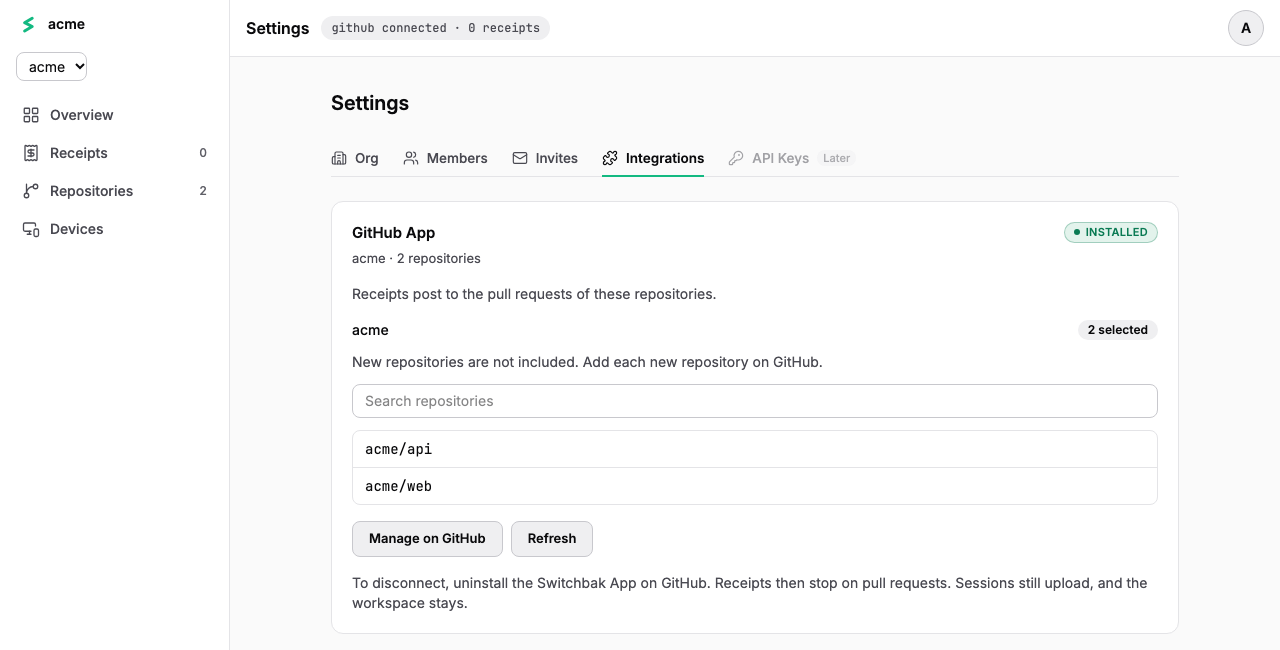 acme
acme
Overview
Receipts 0
Repositories 2
Devices
Settings github connected · 0 receipts
A
Settings
Org Members Invites Integrations API Keys Later
GitHub App INSTALLED
acme · 2 repositories
Receipts post to the pull requests of these repositories.
acme 2 selected
New repositories are not included. Add each new repository on GitHub.
Search repositories
acme/api
acme/web
Manage on GitHub Refresh
To disconnect, uninstall the Switchbak App on GitHub. Receipts then stop on pull requests. Sessions still upload, and the
workspace stays.